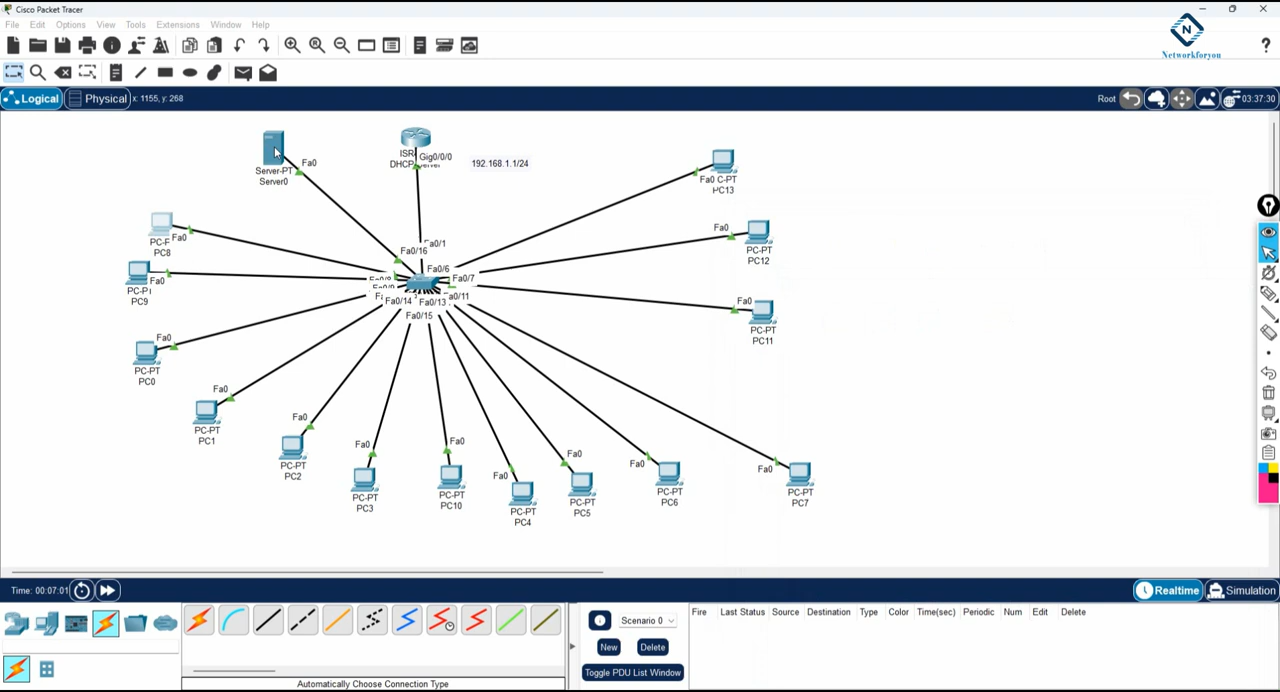 Cisco Packet Tracer
File Edit Options View Tools Extensions Window Help
N
Networkforyou
?
Logical
Physical
x: 1155, y: 268
Root
03:37:30
Server-PT
Server0
Fa0
ISR
DHCP
Gig0/0/0
192.168.1.1/24
Fa0 C-PT
PC13
Fa0
PC-PT
PC12
PC8
Fa0
PC9
Fa0
Fa0/16
Fa0/1
Fa0/6
Fa0/7
Fa0/14
Fa0/13
a0/11
Fa0/15
Fa0
PC-PT
PC11
Fa0
PC-PT
PC0
Fa0
PC-PT
PC1
Fa0
PC-PT
PC2
Fa0
PC-PT
PC3
Fa0
PC-PT
PC10
Fa0
PC-PT
PC4
Fa0
PC-PT
PC5
Fa0
PC-PT
PC6
Fa0
PC-PT
PC7
Time: 00:07:01
Realtime
Simulation
Scenario 0
New
Delete
Toggle PDU List Window
Fire Last Status Source Destination Type Color Time(sec) Periodic Num Edit Delete
Automatically Choose Connection Type